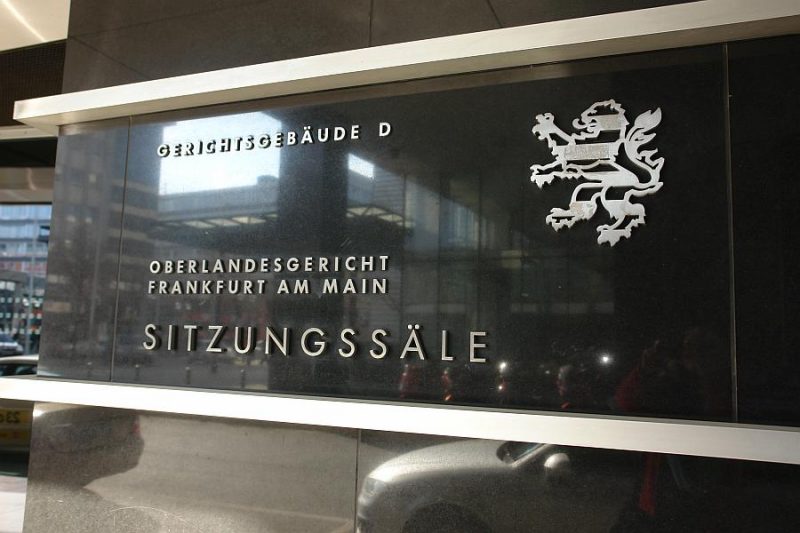 GERICHTSGEBÄUDE D
OBERLANDESGERICHT
FRANKFURT AM MAIN
SITZUNGSSÄLE